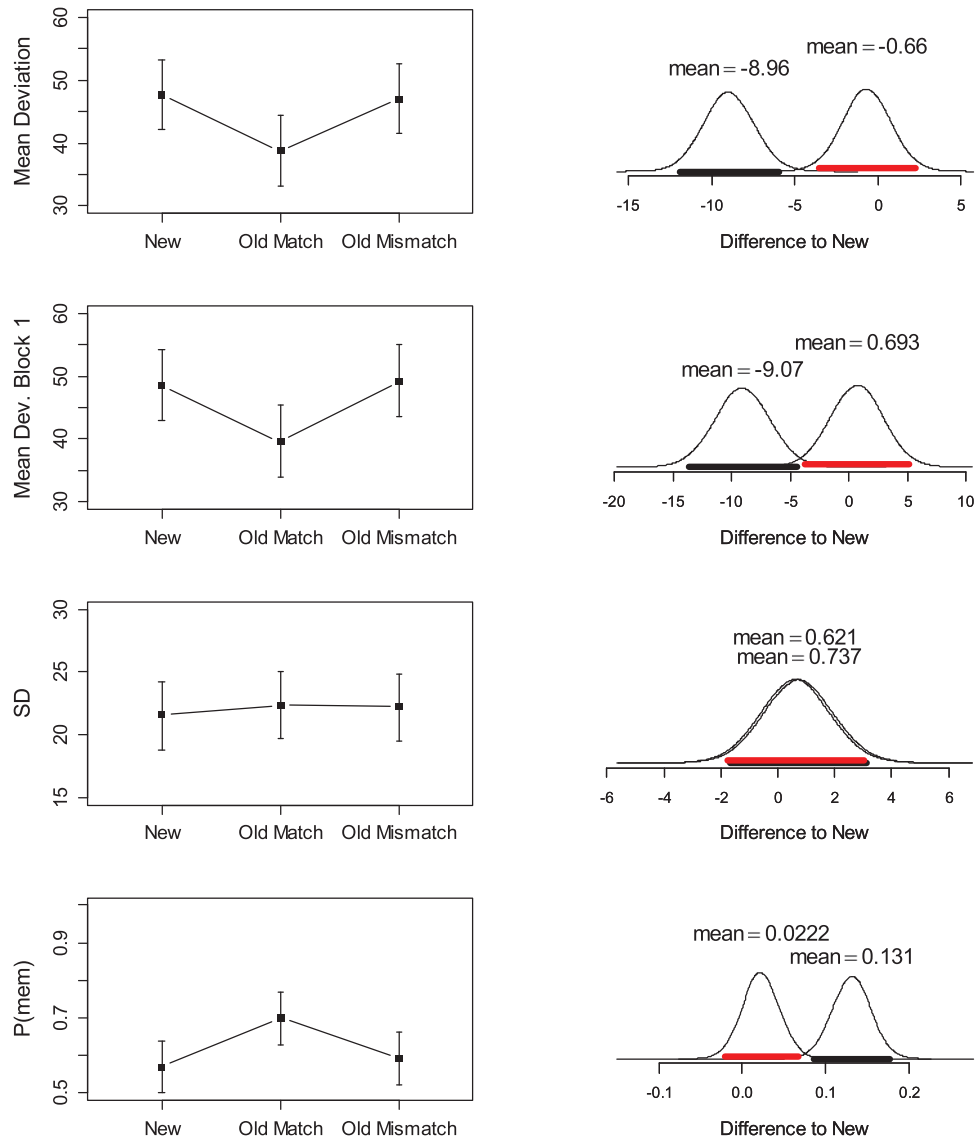 Mean Deviation
60
50
40
30
New Old Match Old Mismatch
mean = -0.66
mean = -8.96
-15 -10 -5 0 5
Difference to New
Mean Dev. Block 1
60
50
40
30
New Old Match Old Mismatch
mean = 0.693
mean = -9.07
-20 -15 -10 -5 0 5 10
Difference to New
SD
30
25
20
15
New Old Match Old Mismatch
mean = 0.621
mean = 0.737
-6 -4 -2 0 2 4 6
Difference to New
P(mem)
0.9
0.7
0.5
New Old Match Old Mismatch
mean = 0.0222
mean = 0.131
-0.1 0.0 0.1 0.2
Difference to New